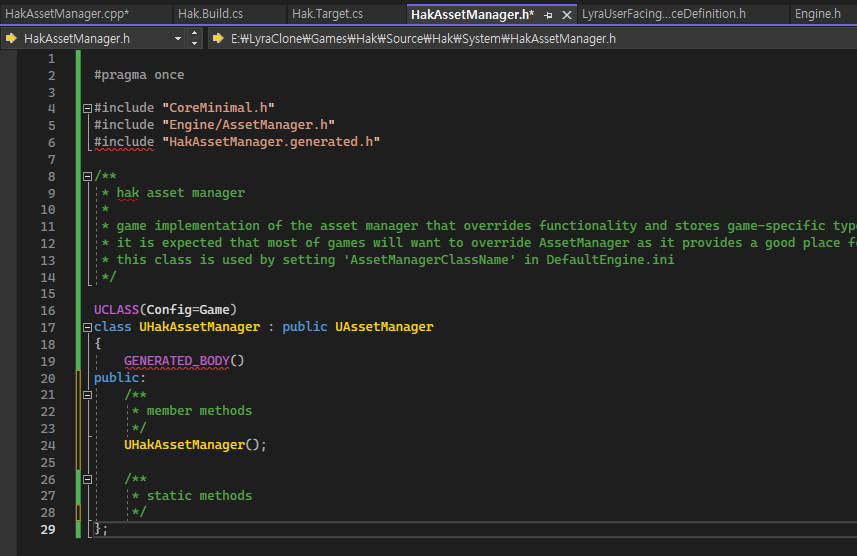 HakAssetManager.cpp* Hak.Build.cs Hak.Target.cs HakAssetManager.h* LyraUserFacing...ceDefinition.h Engine.h
HakAssetManager.h E:₩LyraClone₩Games₩Hak₩Source₩Hak₩System₩HakAssetManager.h
1
2 #pragma once
3
4 #include "CoreMinimal.h"
5 #include "Engine/AssetManager.h"
6 #include "HakAssetManager.generated.h"
7
8 /**
9 * hak asset manager
10 *
11 * game implementation of the asset manager that overrides functionality and stores game-specific type
12 * it is expected that most of games will want to override AssetManager as it provides a good place fo
13 * this class is used by setting 'AssetManagerClassName' in DefaultEngine.ini
14 */
15
16 UCLASS(Config=Game)
17 class UHakAssetManager : public UAssetManager
18 {
19 GENERATED_BODY()
20 public:
21 /**
22 * member methods
23 */
24 UHakAssetManager();
25
26 /**
27 * static methods
28 */
29 };